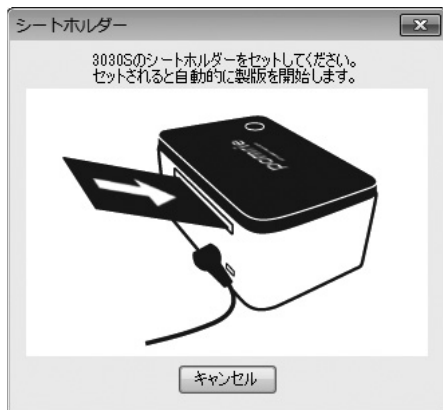 シートホルダー
3030Sのシートホルダーをセットしてください。
セットされると自動的に製版を開始します。
pomrie
キャンセル